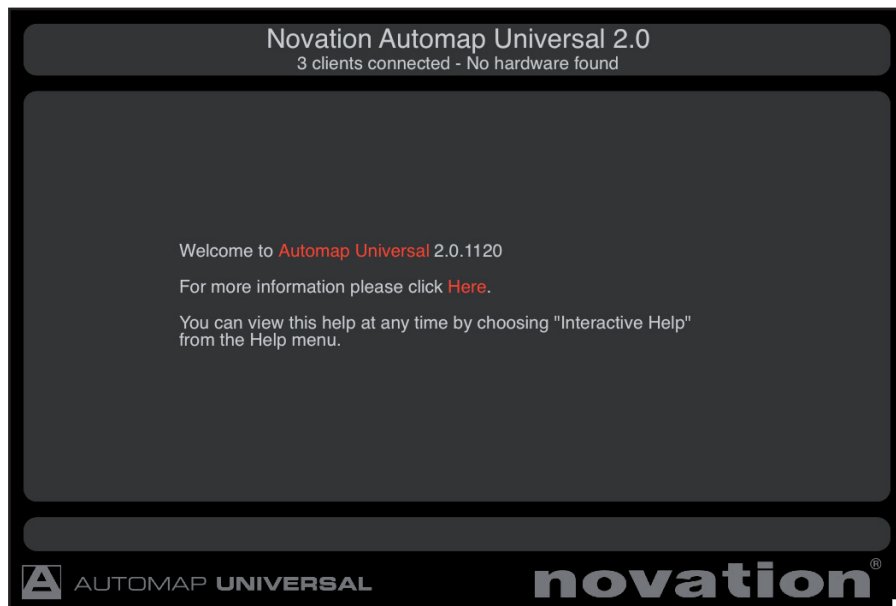 Novation Automap Universal 2.0
3 clients connected - No hardware found
Welcome to Automap Universal 2.0.1120
For more information please click Here.
You can view this help at any time by choosing "Interactive Help"
from the Help menu.
A AUTOMAP UNIVERSAL
novation®